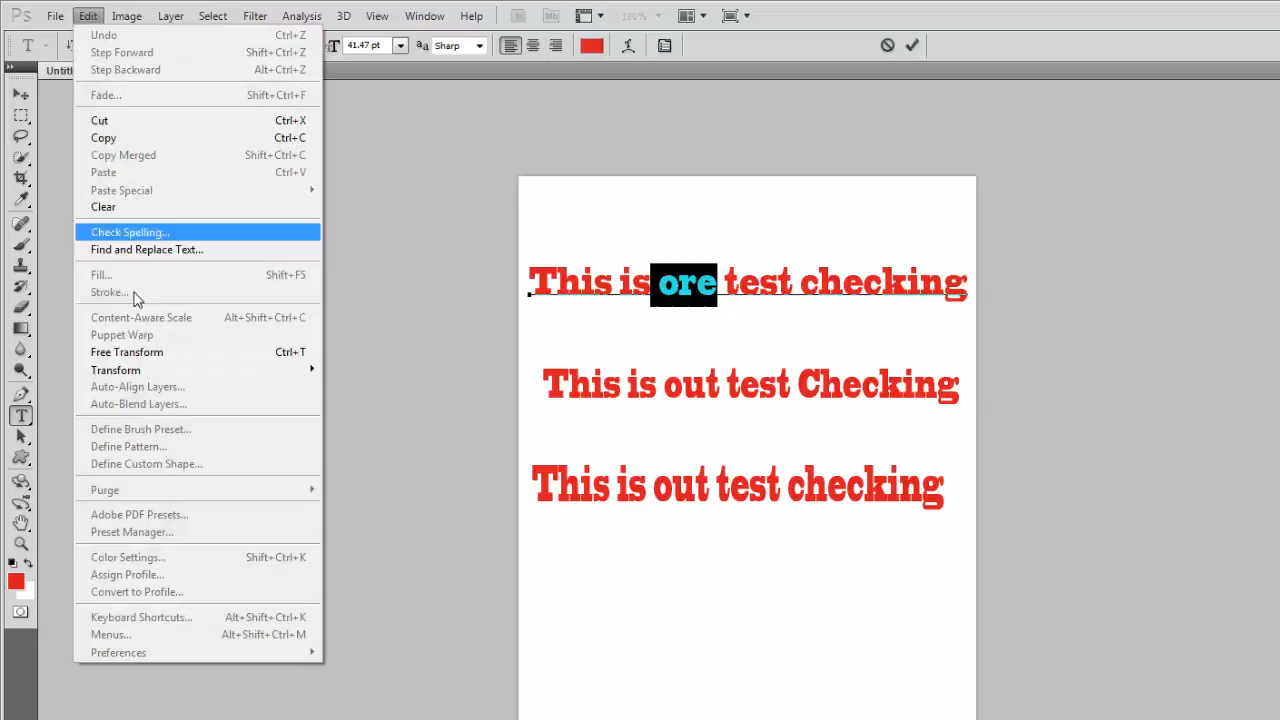 Ps File Edit Image Layer Select Filter Analysis 3D View Window Help Br Mb 100%
T 41.47 pt aa Sharp
Untitl
Undo Ctrl+Z
Step Forward Shift+Ctrl+Z
Step Backward Alt+Ctrl+Z
Fade... Shift+Ctrl+F
Cut Ctrl+X
Copy Ctrl+C
Copy Merged Shift+Ctrl+C
Paste Ctrl+V
Paste Special
Clear
Check Spelling...
Find and Replace Text...
Fill... Shift+F5
Stroke...
Content-Aware Scale Alt+Shift+Ctrl+C
Puppet Warp
Free Transform Ctrl+T
Transform
Auto-Align Layers...
Auto-Blend Layers...
Define Brush Preset...
Define Pattern...
Define Custom Shape...
Purge
Adobe PDF Presets...
Preset Manager...
Color Settings... Shift+Ctrl+K
Assign Profile...
Convert to Profile...
Keyboard Shortcuts... Alt+Shift+Ctrl+K
Menus... Alt+Shift+Ctrl+M
Preferences
This is ore test checking
This is out test Checking
This is out test checking